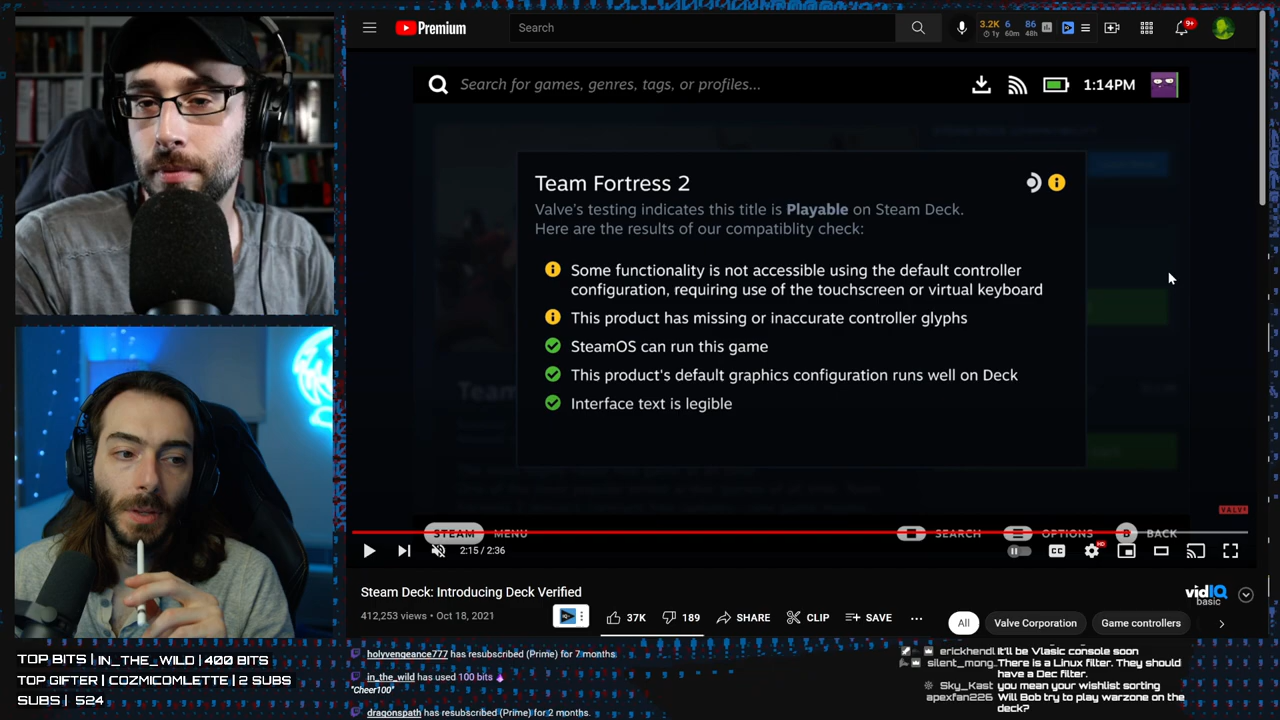 Premium
Search
3.2K 6 86
1y 60m 48h
9+
Search for games, genres, tags, or profiles...
1:14PM
Team Fortress 2
Valve's testing indicates this title is Playable on Steam Deck.
Here are the results of our compatiblity check:
Some functionality is not accessible using the default controller
configuration, requiring use of the touchscreen or virtual keyboard
This product has missing or inaccurate controller glyphs
SteamOS can run this game
This product's default graphics configuration runs well on Deck
Interface text is legible
VALVE
STEAM MENU SEARCH OPTIONS B BACK
2:15 / 2:36
CC HD
Steam Deck: Introducing Deck Verified
412,253 views • Oct 18, 2021
37K 189 SHARE CLIP SAVE
vidIQ
basic
All Valve Corporation Game controllers
TOP BITS | IN_THE_WILD | 400 BITS
TOP GIFTER | COZMICOMLETTE | 2 SUBS
SUBS | 524
holyvengeance777 has resubscribed (Prime) for 7 months.
in_the_wild has used 100 bits
"Cheer100"
dragonspath has resubscribed (Prime) for 2 months.
erickhendl It'll be Vlasic console soon
silent_mong There is a Linux filter. They should
have a Dec filter.
Sky_Kast you mean your wishlist sorting
apexfan226 Will Bob try to play warzone on the
deck?